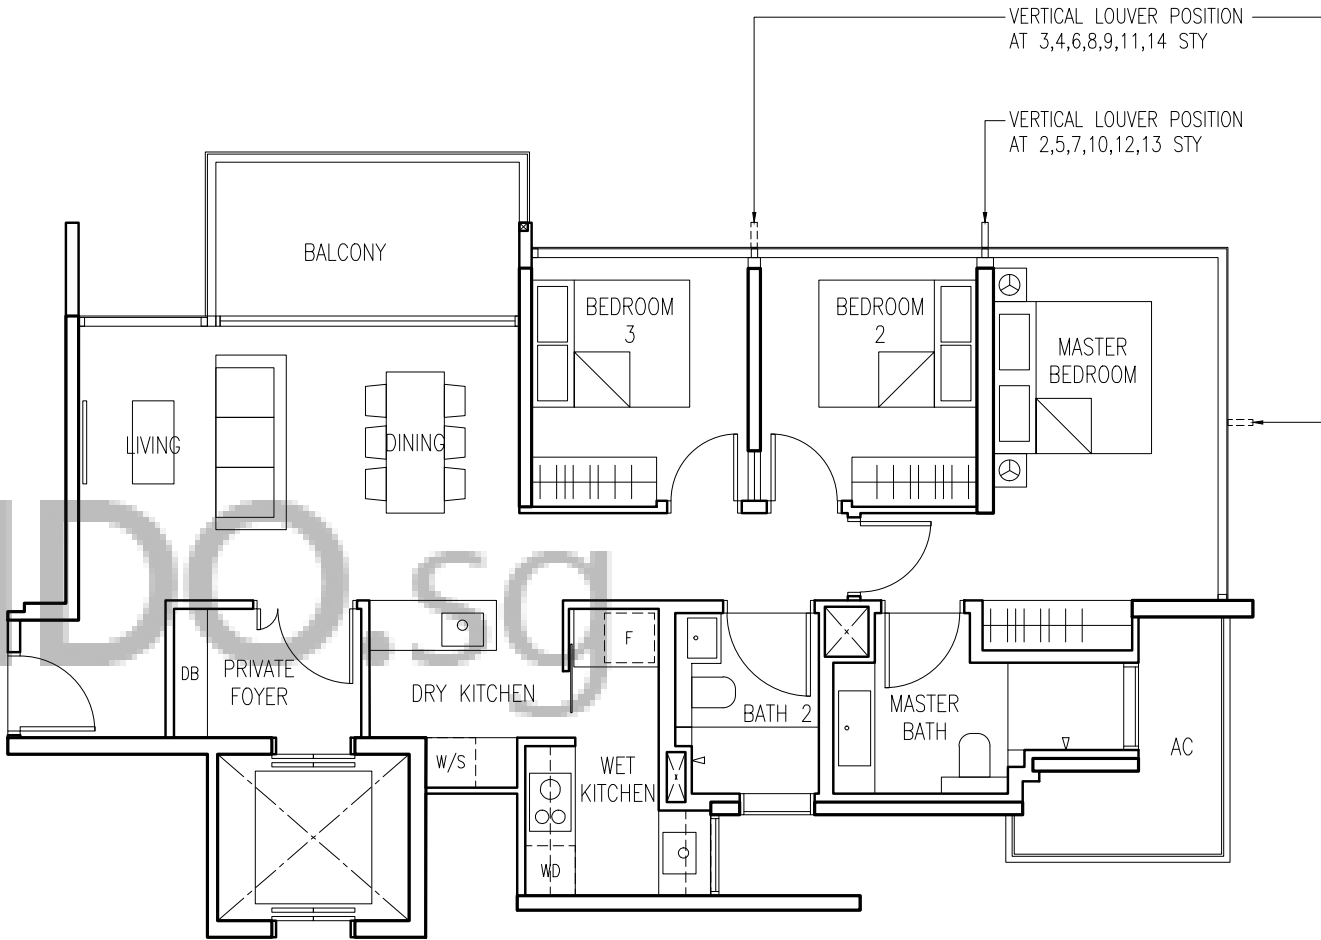 VERTICAL LOUVER POSITION
AT 3,4,6,8,9,11,14 STY
VERTICAL LOUVER POSITION
AT 2,5,7,10,12,13 STY
BALCONY
BEDROOM
3
BEDROOM
2
MASTER
BEDROOM
LIVING
DINING
DO.sg
F
DB
PRIVATE
FOYER
DRY KITCHEN
BATH 2
MASTER
BATH
AC
W/S
WET
KITCHEN
WD